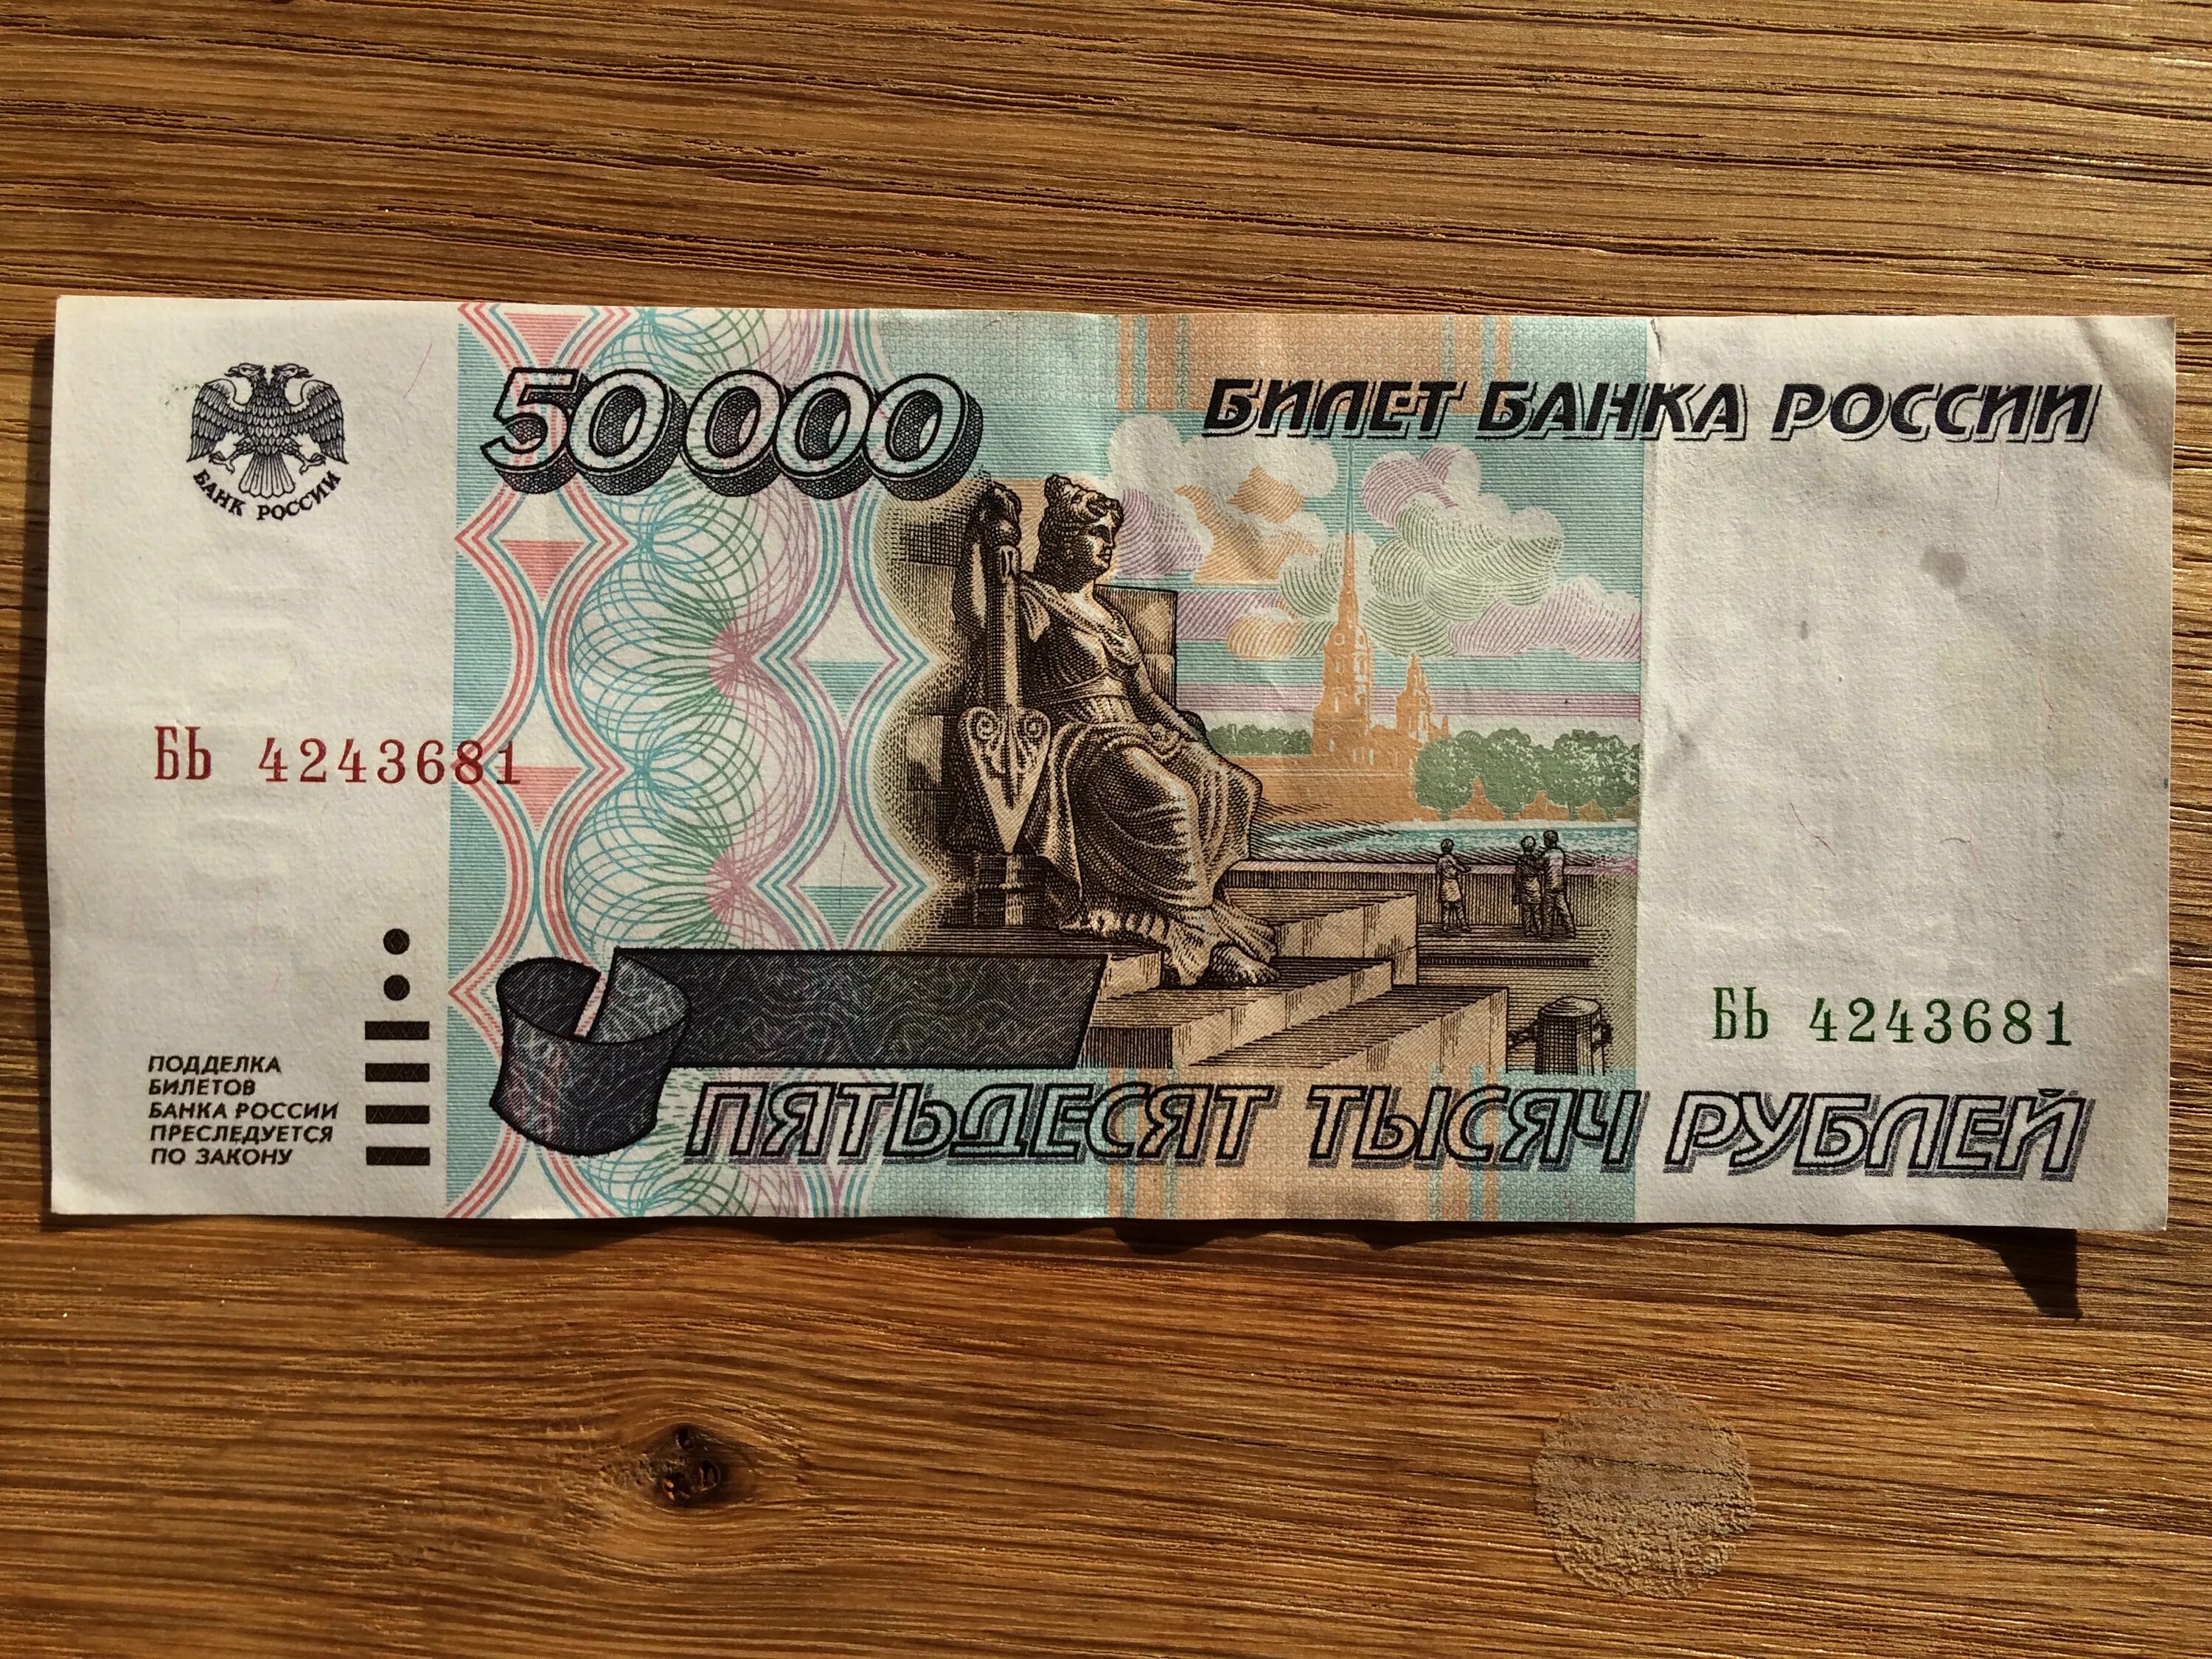 50000
БИЛЕТ БАНКА РОССИИ
БАНК РОССИИ
БЬ 4243681
БЬ 4243681
ПОДДЕЛКА
БИЛЕТОВ
БАНКА РОССИИ
ПРЕСЛЕДУЕТСЯ
ПО ЗАКОНУ
ПЯТЬДЕСЯТ ТЫСЯЧ РУБЛЕЙ